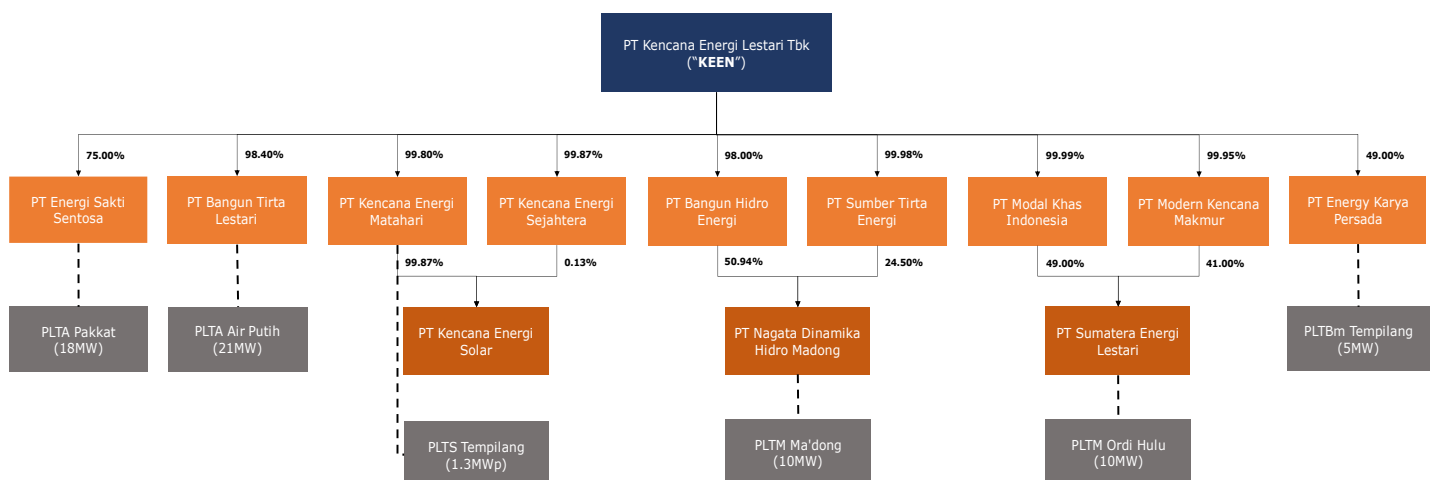 PT Kencana Energi Lestari Tbk
(“KEEN”)
75.00%
98.40%
99.80%
99.87%
98.00%
99.98%
99.99%
99.95%
49.00%
PT Energi Sakti
Sentosa
PT Bangun Tirta
Lestari
PT Kencana Energi
Matahari
PT Kencana Energi
Sejahtera
PT Bangun Hidro
Energi
PT Sumber Tirta
Energi
PT Modal Khas
Indonesia
PT Modern Kencana
Makmur
PT Energy Karya
Persada
99.87%
0.13%
50.94%
24.50%
49.00%
41.00%
PLTA Pakkat
(18MW)
PLTA Air Putih
(21MW)
PT Kencana Energi
Solar
PT Nagata Dinamika
Hidro Madong
PT Sumatera Energi
Lestari
PLTBm Tempilang
(5MW)
PLTS Tempilang
(1.3MWp)
PLTM Ma'dong
(10MW)
PLTM Ordi Hulu
(10MW)